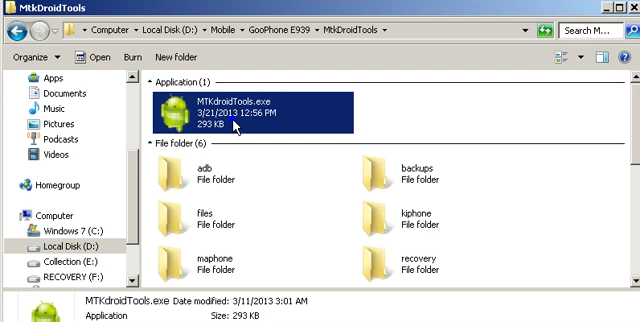 MtkDroidTools
Computer ▸ Local Disk (D:) ▸ Mobile ▸ GooPhone E939 ▸ MtkDroidTools ▸
Search M...
Organize
Open
Burn
New folder
Apps
Documents
Music
Pictures
Podcasts
Videos
Homegroup
Computer
Windows 7 (C:)
Local Disk (D:)
Collection (E:)
RECOVERY (F:)
Application (1)
MTKdroidTools.exe
3/21/2013 12:56 PM
293 KB
File folder (6)
adb
File folder
backups
File folder
files
File folder
kiphone
File folder
maphone
File folder
recovery
File folder
MTKdroidTools.exe Date modified: 3/11/2013 3:01 AM
Application Size: 293 KB